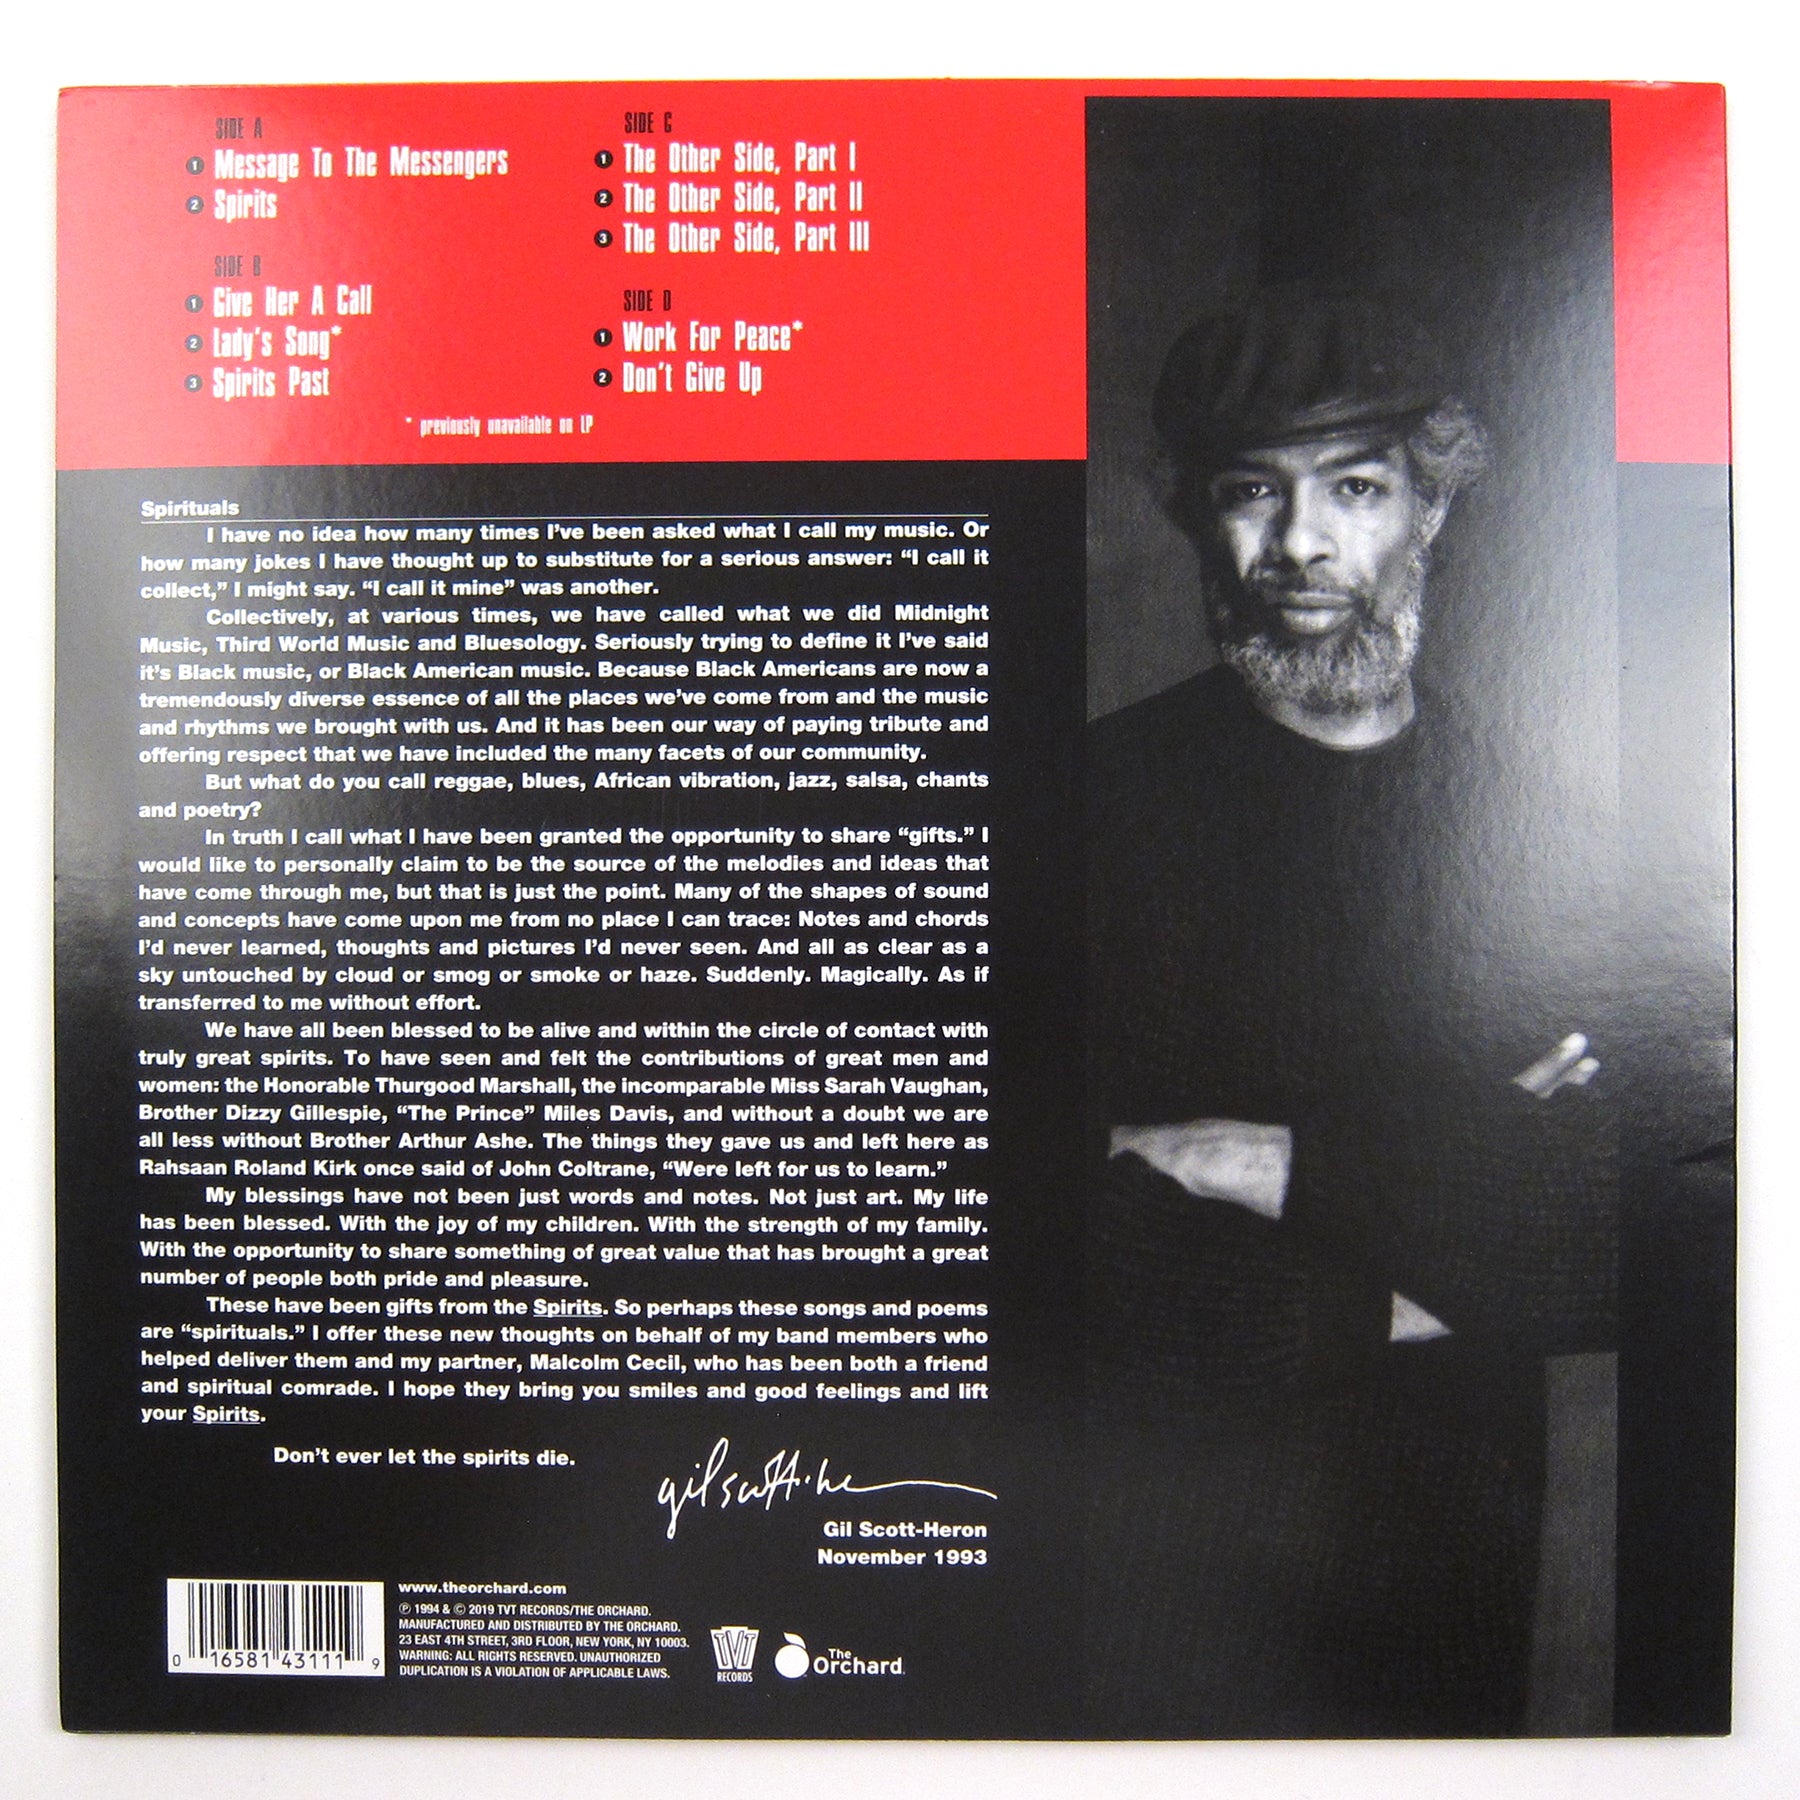 SIDE A
1 Message To The Messengers
2 Spirits
SIDE B
1 Give Her A Call
2 Lady's Song*
3 Spirits Past
SIDE C
1 The Other Side, Part I
2 The Other Side, Part II
3 The Other Side, Part III
SIDE D
1 Work For Peace*
2 Don't Give Up
* previously unavailable on LP
Spirituals
I have no idea how many times I've been asked what I call my music. Or
how many jokes I have thought up to substitute for a serious answer: “I call it
collect,” I might say. “I call it mine” was another.
Collectively, at various times, we have called what we did Midnight
Music, Third World Music and Bluesology. Seriously trying to define it I've said
it's Black music, or Black American music. Because Black Americans are now a
tremendously diverse essence of all the places we've come from and the music
and rhythms we brought with us. And it has been our way of paying tribute and
offering respect that we have included the many facets of our community.
But what do you call reggae, blues, African vibration, jazz, salsa, chants
and poetry?
In truth I call what I have been granted the opportunity to share “gifts.” I
would like to personally claim to be the source of the melodies and ideas that
have come through me, but that is just the point. Many of the shapes of sound
and concepts have come upon me from no place I can trace: Notes and chords
I'd never learned, thoughts and pictures I'd never seen. And all as clear as a
sky untouched by cloud or smog or smoke or haze. Suddenly. Magically. As if
transferred to me without effort.
We have all been blessed to be alive and within the circle of contact with
truly great spirits. To have seen and felt the contributions of great men and
women: the Honorable Thurgood Marshall, the incomparable Miss Sarah Vaughan,
Brother Dizzy Gillespie, “The Prince” Miles Davis, and without a doubt we are
all less without Brother Arthur Ashe. The things they gave us and left here as
Rahsaan Roland Kirk once said of John Coltrane, “Were left for us to learn.”
My blessings have not been just words and notes. Not just art. My life
has been blessed. With the joy of my children. With the strength of my family.
With the opportunity to share something of great value that has brought a great
number of people both pride and pleasure.
These have been gifts from the Spirits. So perhaps these songs and poems
are “spirituals.” I offer these new thoughts on behalf of my band members who
helped deliver them and my partner, Malcolm Cecil, who has been both a friend
and spiritual comrade. I hope they bring you smiles and good feelings and lift
your Spirits.
Don't ever let the spirits die.
gil scott-he
Gil Scott-Heron
November 1993
0 16581 43111 9
www.theorchard.com
℗ 1994 & © 2019 TVT RECORDS/THE ORCHARD.
MANUFACTURED AND DISTRIBUTED BY THE ORCHARD.
23 EAST 4TH STREET, 3RD FLOOR, NEW YORK, NY 10003.
WARNING: ALL RIGHTS RESERVED. UNAUTHORIZED
DUPLICATION IS A VIOLATION OF APPLICABLE LAWS.
TVT
RECORDS
The
Orchard